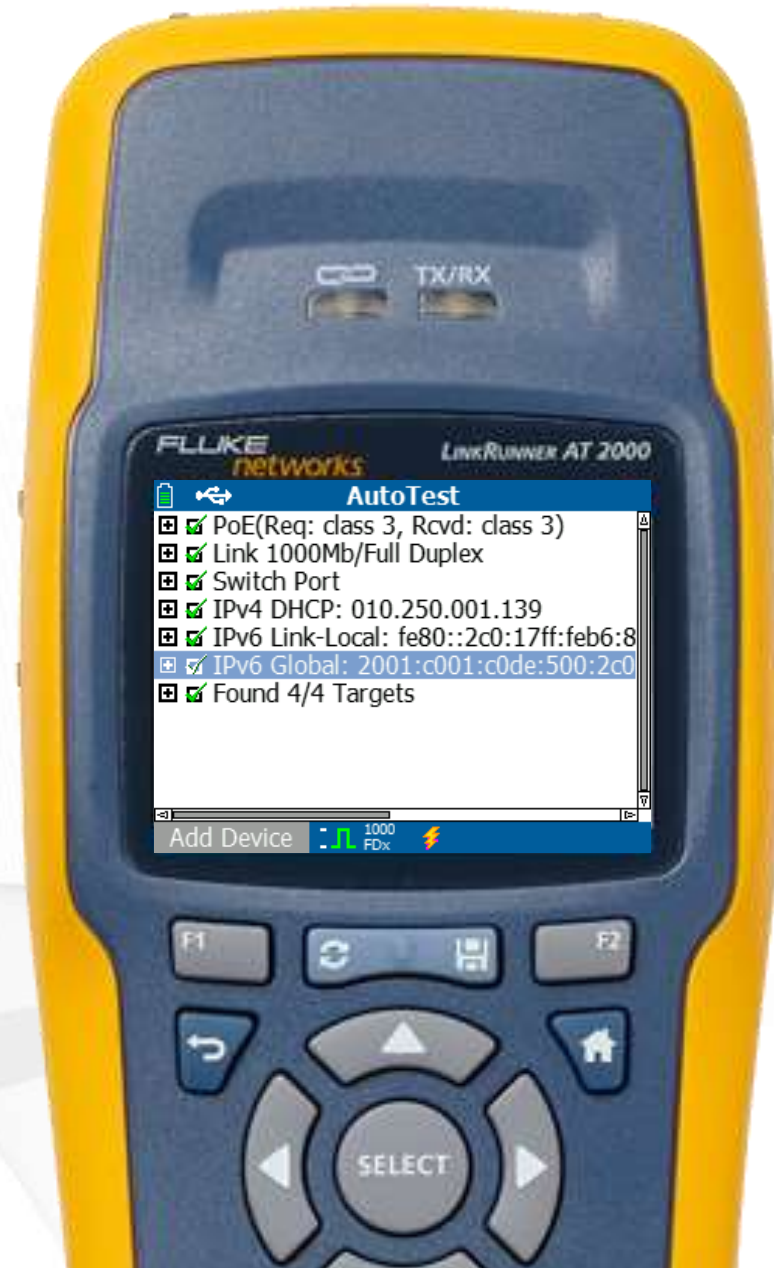 TX/RX
FLUKE
networks
LINKRUNNER AT 2000
AutoTest
PoE(Req: class 3, Rcvd: class 3)
Link 1000Mb/Full Duplex
Switch Port
IPv4 DHCP: 010.250.001.139
IPv6 Link-Local: fe80::2c0:17ff:feb6:8
IPv6 Global: 2001:c001:c0de:500:2c0
Found 4/4 Targets
Add Device
1000
FDx
F1
F2
SELECT